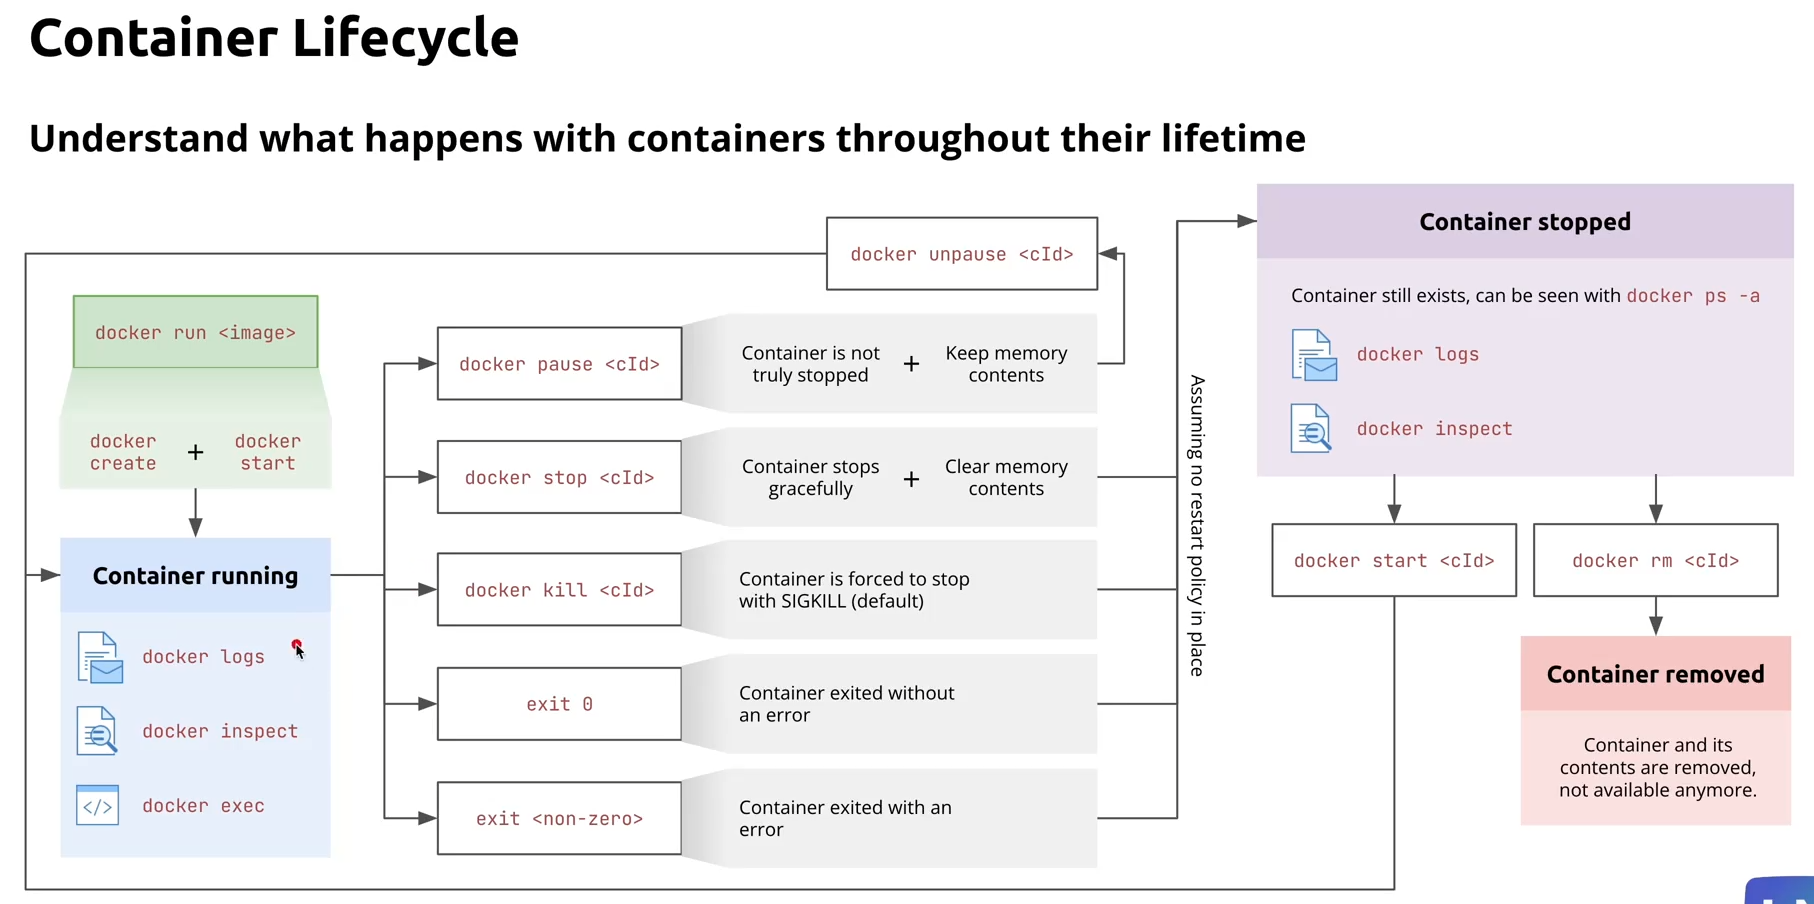 Container Lifecycle
Understand what happens with containers throughout their lifetime
docker unpause <cId>
docker run <image>
docker
create
+
docker
start
Container running
docker logs
docker inspect
docker exec
docker pause <cId>
Container is not
truly stopped
+
Keep memory
contents
docker stop <cId>
Container stops
gracefully
+
Clear memory
contents
docker kill <cId>
Container is forced to stop
with SIGKILL (default)
exit 0
Container exited without
an error
exit <non-zero>
Container exited with an
error
Assuming no restart policy in place
Container stopped
Container still exists, can be seen with docker ps -a
docker logs
docker inspect
docker start <cId>
docker rm <cId>
Container removed
Container and its
contents are removed,
not available anymore.